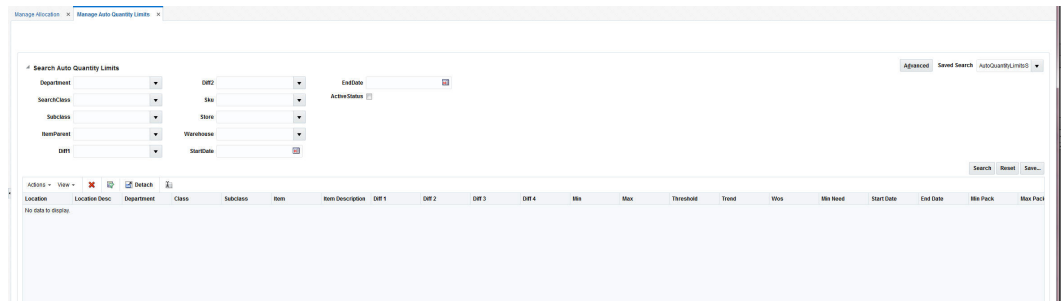 Manage Allocation × Manage Auto Quantity Limits ×
Search Auto Quantity Limits
Advanced Saved Search AutoQuantityLimitsS
Department Diff2 EndDate
SearchClass Sku ActiveStatus
Subclass Store
ItemParent Warehouse
Diff1 StartDate
Search Reset Save...
Actions View Detach
Location Location Desc Department Class Subclass Item Item Description Diff 1 Diff 2 Diff 3 Diff 4 Min Max Threshold Trend Wos Min Need Start Date End Date Min Pack Max Pack
No data to display.